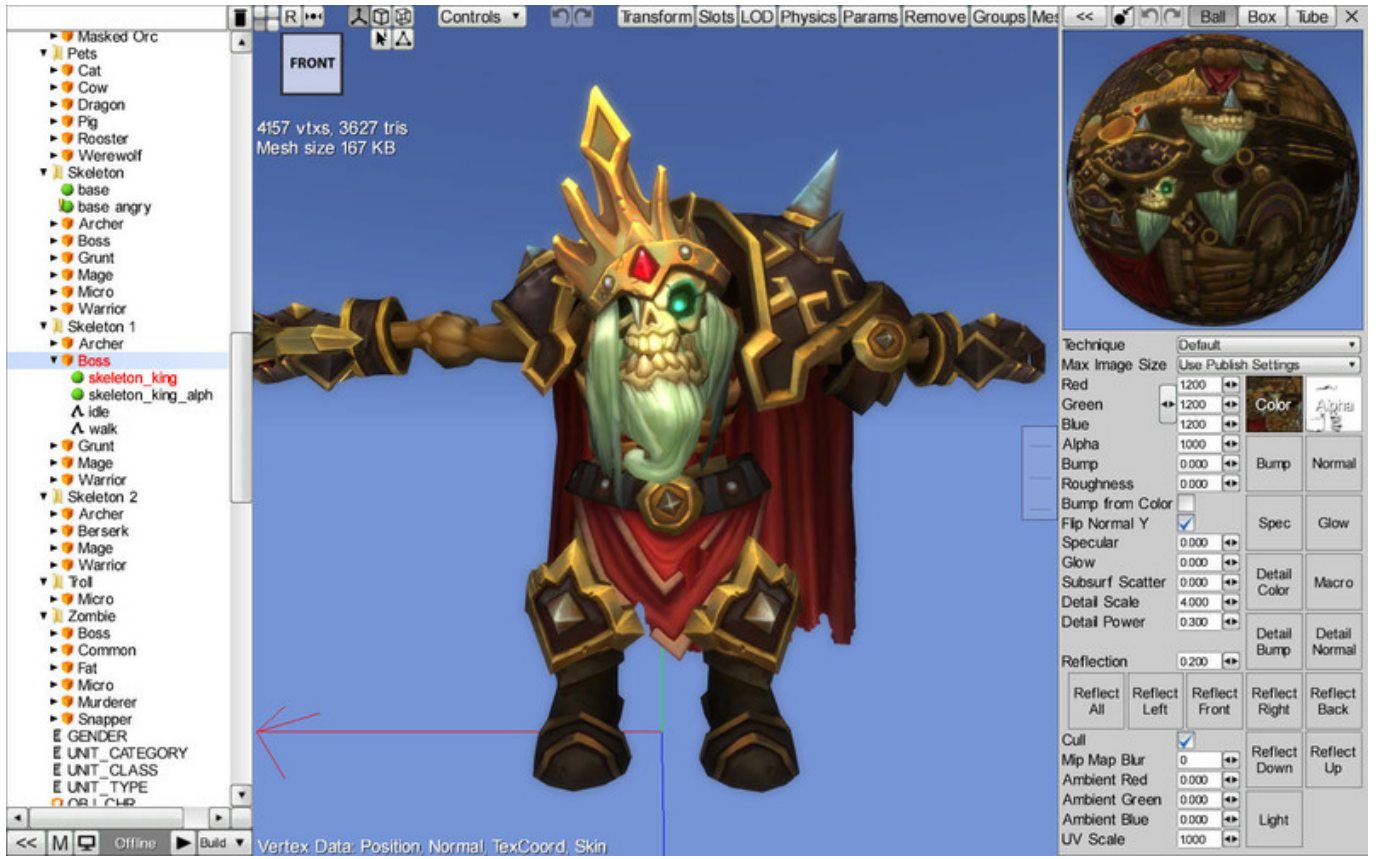 Masked Orc
Pets
Cat
Cow
Dragon
Pig
Rooster
Werewolf
Skeleton
base
base angry
Archer
Boss
Grunt
Mage
Micro
Warrior
Skeleton 1
Archer
Boss
skeleton_king
skeleton_king_alph
idle
walk
Grunt
Mage
Warrior
Skeleton 2
Archer
Berserk
Mage
Warrior
Troll
Micro
Zombie
Boss
Common
Fat
Micro
Murderer
Snapper
E GENDER
E UNIT_CATEGORY
E UNIT_CLASS
E UNIT_TYPE
OBJ_CHR
<< M Offline Build
R Controls Transform Slots LOD Physics Params Remove Groups Mes
FRONT
4157 vtxs, 3627 tris
Mesh size 167 KB
Vertex Data: Position, Normal, TexCoord, Skin
<< Ball Box Tube
Technique Default
Max Image Size Use Publish Settings
Red 1.200
Green 1.200
Blue 1.200
Alpha 1.000
Bump 0.000
Roughness 0.000
Bump from Color
Flip Normal Y
Specular 0.000
Glow 0.000
Subsurf Scatter 0.000
Detail Scale 4.000
Detail Power 0.300
Reflection 0.200
Color Alpha
Bump Normal
Spec Glow
Detail Color Macro
Detail Bump Detail Normal
Reflect All Reflect Left Reflect Front Reflect Right Reflect Back
Cull
Mip Map Blur 0
Ambient Red 0.000
Ambient Green 0.000
Ambient Blue 0.000
UV Scale 1.000
Reflect Down Reflect Up
Light